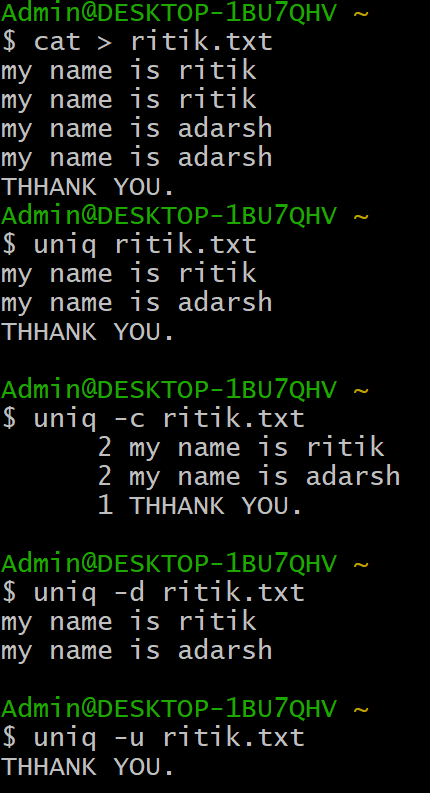 Admin@DESKTOP-1BU7QHV ~
$ cat > ritik.txt
my name is ritik
my name is ritik
my name is adarsh
my name is adarsh
THHANK YOU.
Admin@DESKTOP-1BU7QHV ~
$ uniq ritik.txt
my name is ritik
my name is adarsh
THHANK YOU.
Admin@DESKTOP-1BU7QHV ~
$ uniq -c ritik.txt
2 my name is ritik
2 my name is adarsh
1 THHANK YOU.
Admin@DESKTOP-1BU7QHV ~
$ uniq -d ritik.txt
my name is ritik
my name is adarsh
Admin@DESKTOP-1BU7QHV ~
$ uniq -u ritik.txt
THHANK YOU.